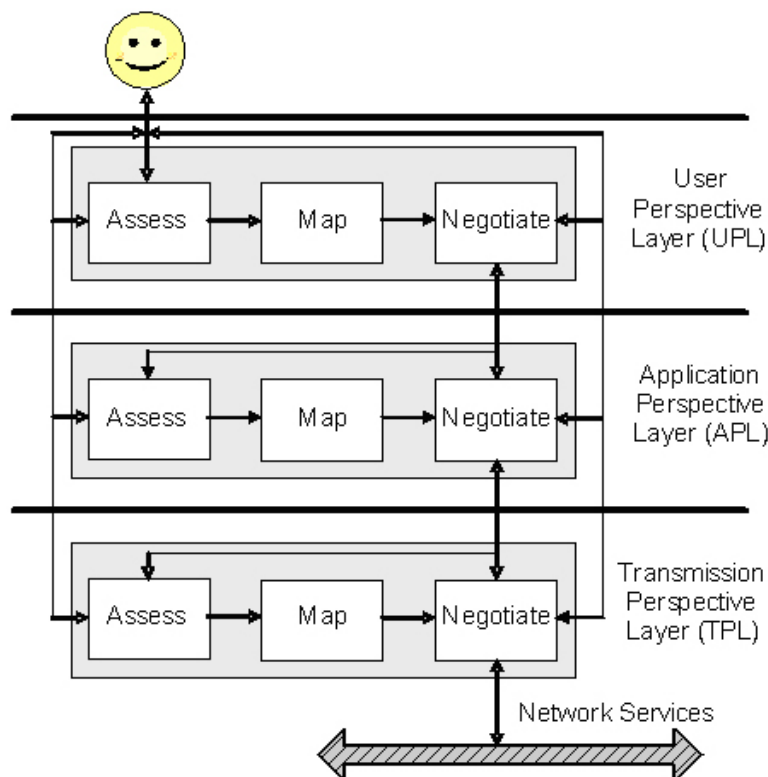 Assess
Map
Negotiate
User
Perspective
Layer (UPL)
Assess
Map
Negotiate
Application
Perspective
Layer (APL)
Assess
Map
Negotiate
Transmission
Perspective
Layer (TPL)
Network Services